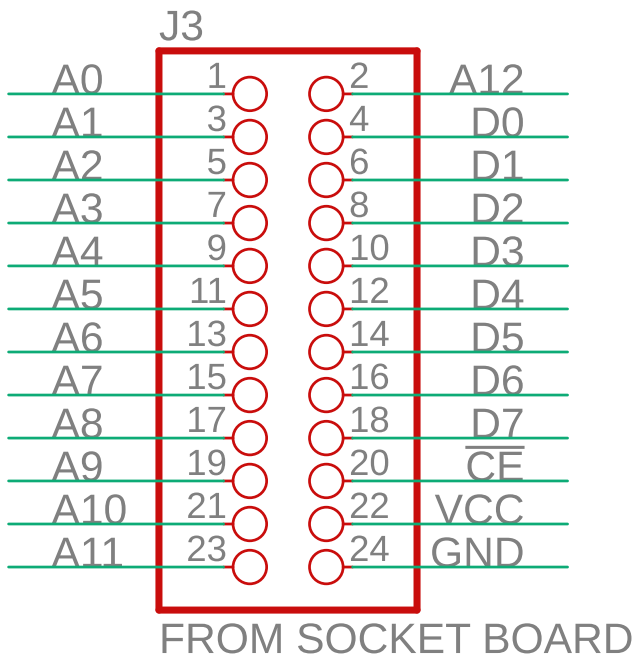 J3
A0 1 2 A12
A1 3 4 D0
A2 5 6 D1
A3 7 8 D2
A4 9 10 D3
A5 11 12 D4
A6 13 14 D5
A7 15 16 D6
A8 17 18 D7
A9 19 20 C̅E̅
A10 21 22 VCC
A11 23 24 GND
FROM SOCKET BOARD